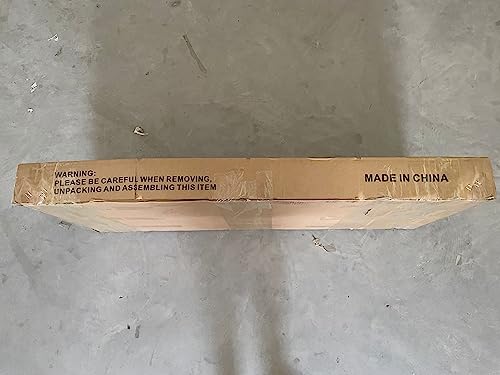 WARNING:
PLEASE BE CAREFUL WHEN REMOVING,
UNPACKING AND ASSEMBLING THIS ITEM
MADE IN CHINA